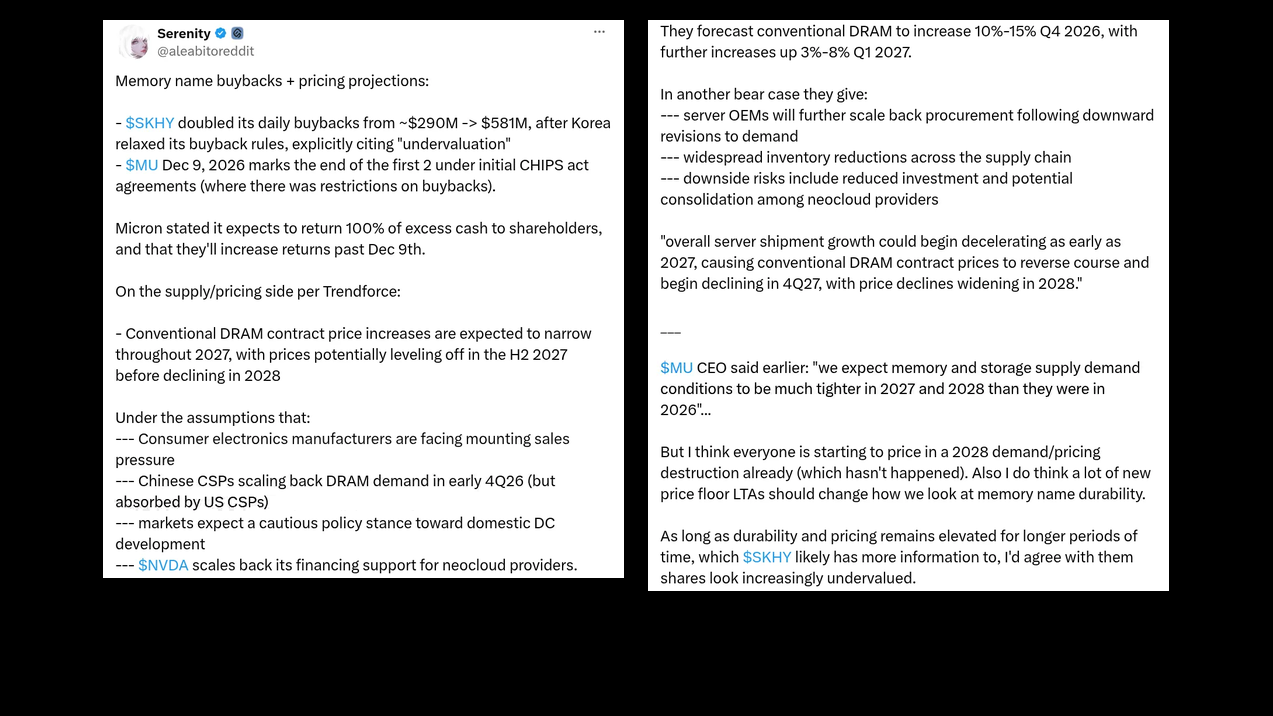 Serenity
@aleabitoreddit
Memory name buybacks + pricing projections:
- $SKHY doubled its daily buybacks from ~$290M -> $581M, after Korea
relaxed its buyback rules, explicitly citing "undervaluation"
- $MU Dec 9, 2026 marks the end of the first 2 under initial CHIPS act
agreements (where there was restrictions on buybacks).
Micron stated it expects to return 100% of excess cash to shareholders,
and that they'll increase returns past Dec 9th.
On the supply/pricing side per Trendforce:
- Conventional DRAM contract price increases are expected to narrow
throughout 2027, with prices potentially leveling off in the H2 2027
before declining in 2028
Under the assumptions that:
--- Consumer electronics manufacturers are facing mounting sales
pressure
--- Chinese CSPs scaling back DRAM demand in early 4Q26 (but
absorbed by US CSPs)
--- markets expect a cautious policy stance toward domestic DC
development
--- $NVDA scales back its financing support for neocloud providers.
They forecast conventional DRAM to increase 10%-15% Q4 2026, with
further increases up 3%-8% Q1 2027.
In another bear case they give:
--- server OEMs will further scale back procurement following downward
revisions to demand
--- widespread inventory reductions across the supply chain
--- downside risks include reduced investment and potential
consolidation among neocloud providers
"overall server shipment growth could begin decelerating as early as
2027, causing conventional DRAM contract prices to reverse course and
begin declining in 4Q27, with price declines widening in 2028."
___
$MU CEO said earlier: "we expect memory and storage supply demand
conditions to be much tighter in 2027 and 2028 than they were in
2026"...
But I think everyone is starting to price in a 2028 demand/pricing
destruction already (which hasn't happened). Also I do think a lot of new
price floor LTAs should change how we look at memory name durability.
As long as durability and pricing remains elevated for longer periods of
time, which $SKHY likely has more information to, I'd agree with them
shares look increasingly undervalued.